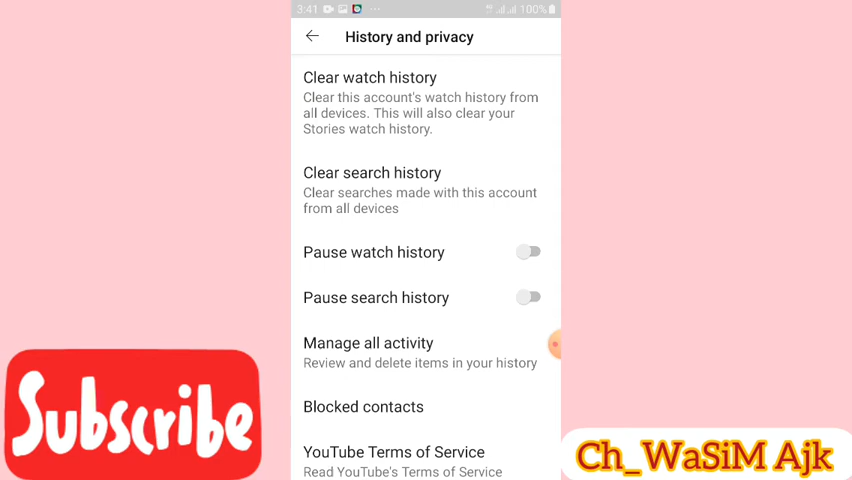 3:41 ... 100%
History and privacy
Clear watch history
Clear this account's watch history from
all devices. This will also clear your
Stories watch history.
Clear search history
Clear searches made with this account
from all devices
Pause watch history
Pause search history
Manage all activity
Review and delete items in your history
Blocked contacts
YouTube Terms of Service
Read YouTube's Terms of Service
Subscribe
Ch_WaSiM Ajk